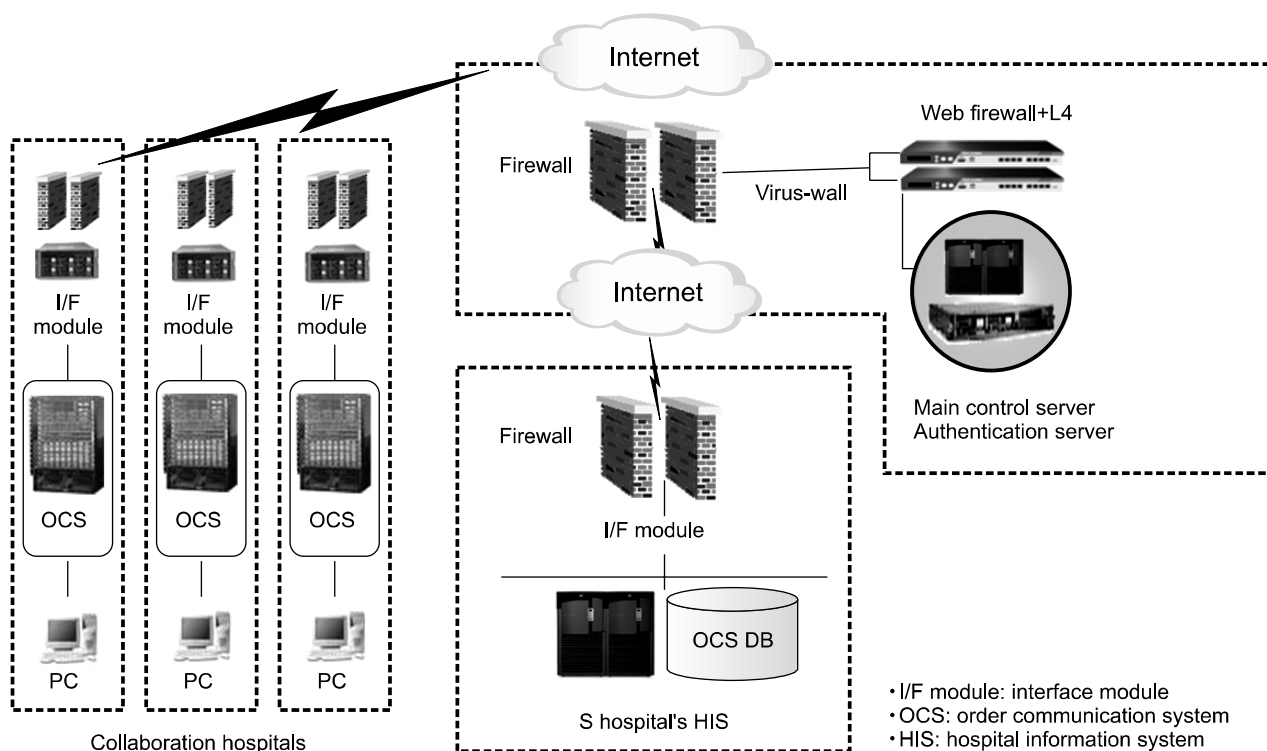 Internet
Web firewall+L4
Firewall
Virus-wall
Internet
Main control server
Authentication server
I/F
module
I/F
module
I/F
module
OCS
OCS
OCS
PC
PC
PC
Collaboration hospitals
Firewall
I/F module
OCS DB
S hospital's HIS
・I/F module: interface module
・OCS: order communication system
・HIS: hospital information system